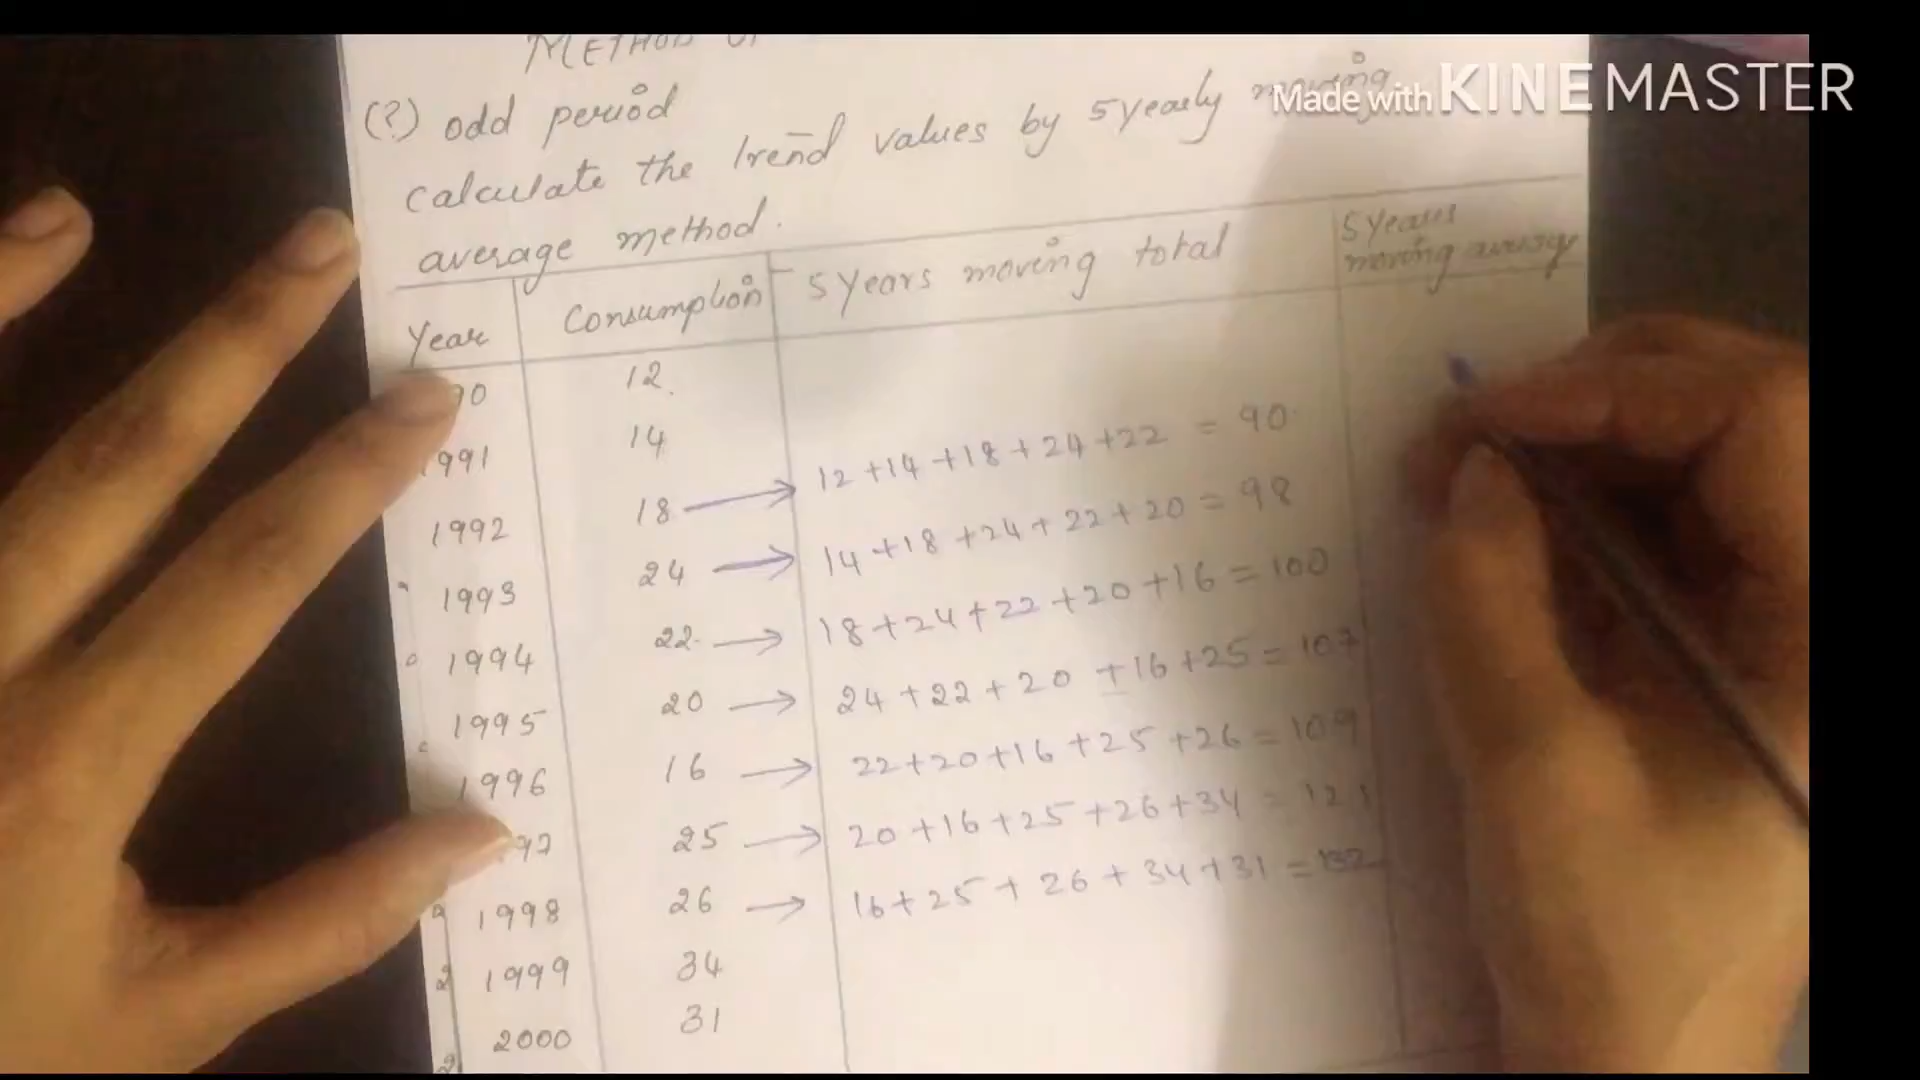 METHOD OF
(?) odd period
calculate the trend values by 5yearly moving
average method.
Made with KINEMASTER
Year Consumption 5years moving total 5years moving average
90 12
1991 14
1992 18 → 12+14+18+24+22 = 90
1993 24 → 14+18+24+22+20 = 98
1994 22 → 18+24+22+20+16 = 100
1995 20 → 24+22+20+16+25 = 107
1996 16 → 22+20+16+25+26 = 109
97 25 → 20+16+25+26+34 = 121
1998 26 → 16+25+26+34+31 = 132
1999 34
2000 31